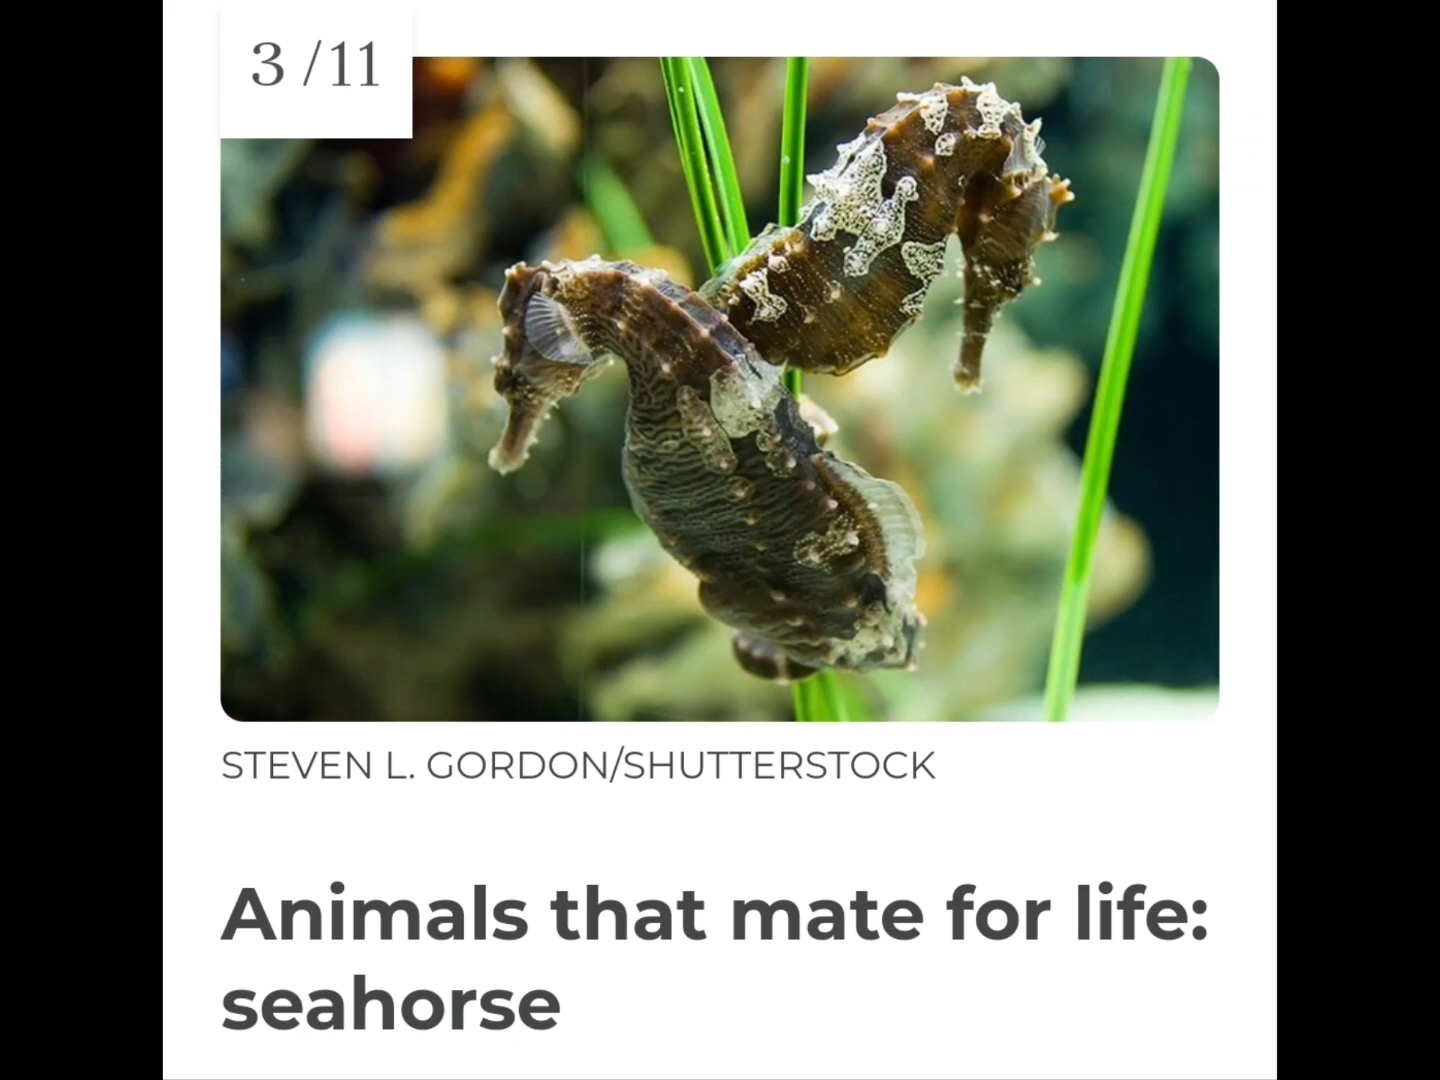 3 /11
STEVEN L. GORDON/SHUTTERSTOCK
Animals that mate for life:
seahorse